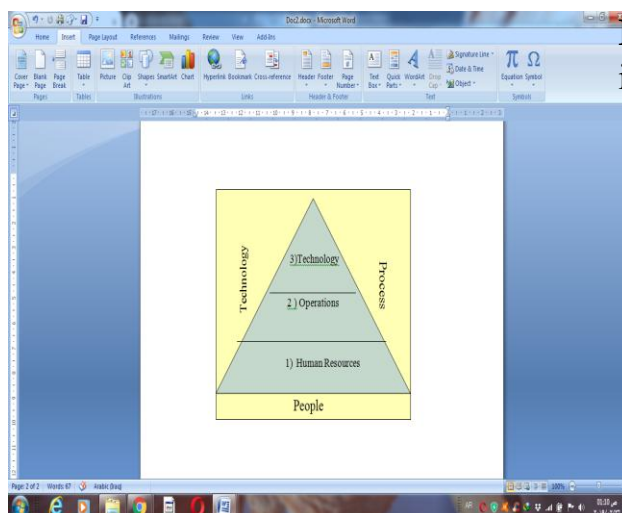 Doc2.docx - Microsoft Word
Home Insert Page Layout References Mailings Review View Add-Ins
Cover Page Blank Page Page Break Table Picture Clip Art Shapes SmartArt Chart Hyperlink Bookmark Cross-reference Header Footer Page Number Text Box Quick Parts WordArt Drop Cap Signature Line Date & Time Object Equation Symbol
Pages Tables Illustrations Links Header & Footer Text Symbols
3)Technology
2 ) Operations
1) Human Resources
Technology
Process
People
Page: 2 of 2 Words: 67 Arabic (Iraq) 100%
01:10 م